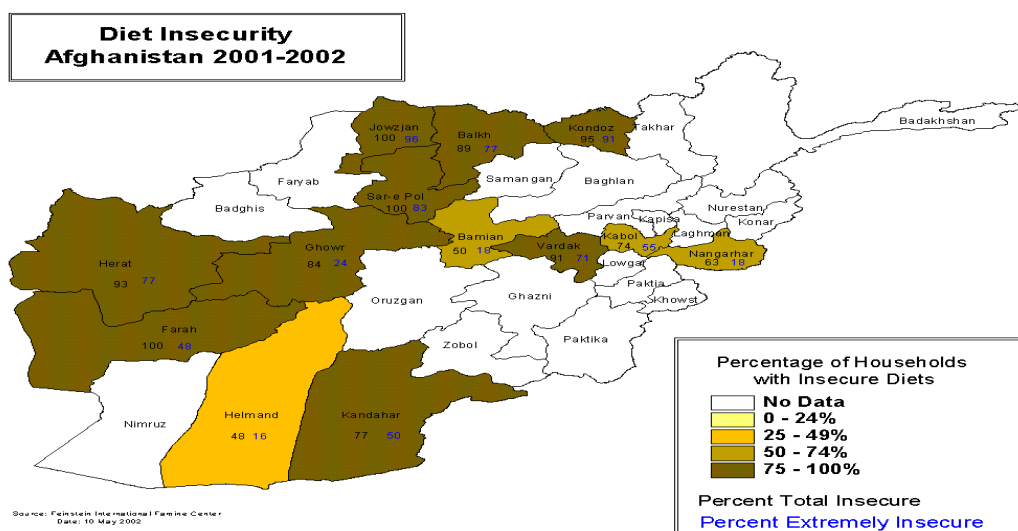 Diet Insecurity
Afghanistan 2001-2002
Jowzjan
100 96
Balkh
89 77
Kondoz
95 91
Takhar
Badakhshan
Faryab
Samangan
Baghlan
Badghis
Sar-e Pol
100 83
Nurestan
Parvan
Kapisa
Konar
Laghman
Bamian
50 18
Vardak
91 71
Kabol
74 55
Nangarhar
63 18
Lowgar
Herat
93 77
Ghowr
84 24
Oruzgan
Ghazni
Paktia
Khowst
Farah
100 48
Zobol
Paktika
Nimruz
Helmand
48 16
Kandahar
77 50
Percentage of Households
with Insecure Diets
No Data
0 - 24%
25 - 49%
50 - 74%
75 - 100%
Percent Total Insecure
Percent Extremely Insecure
Source: Feinstein International Famine Center
Date: 10 May 2002